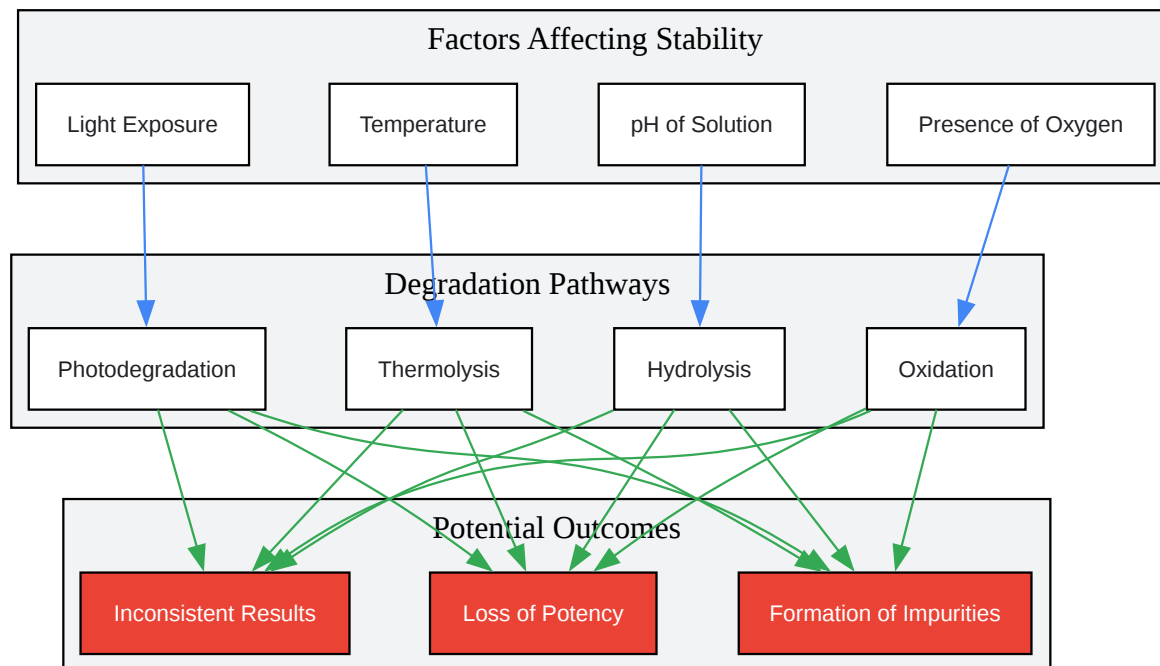 Factors Affecting Stability
Light Exposure
Temperature
pH of Solution
Presence of Oxygen
Degradation Pathways
Photodegradation
Thermolysis
Hydrolysis
Oxidation
Potential Outcomes
Inconsistent Results
Loss of Potency
Formation of Impurities